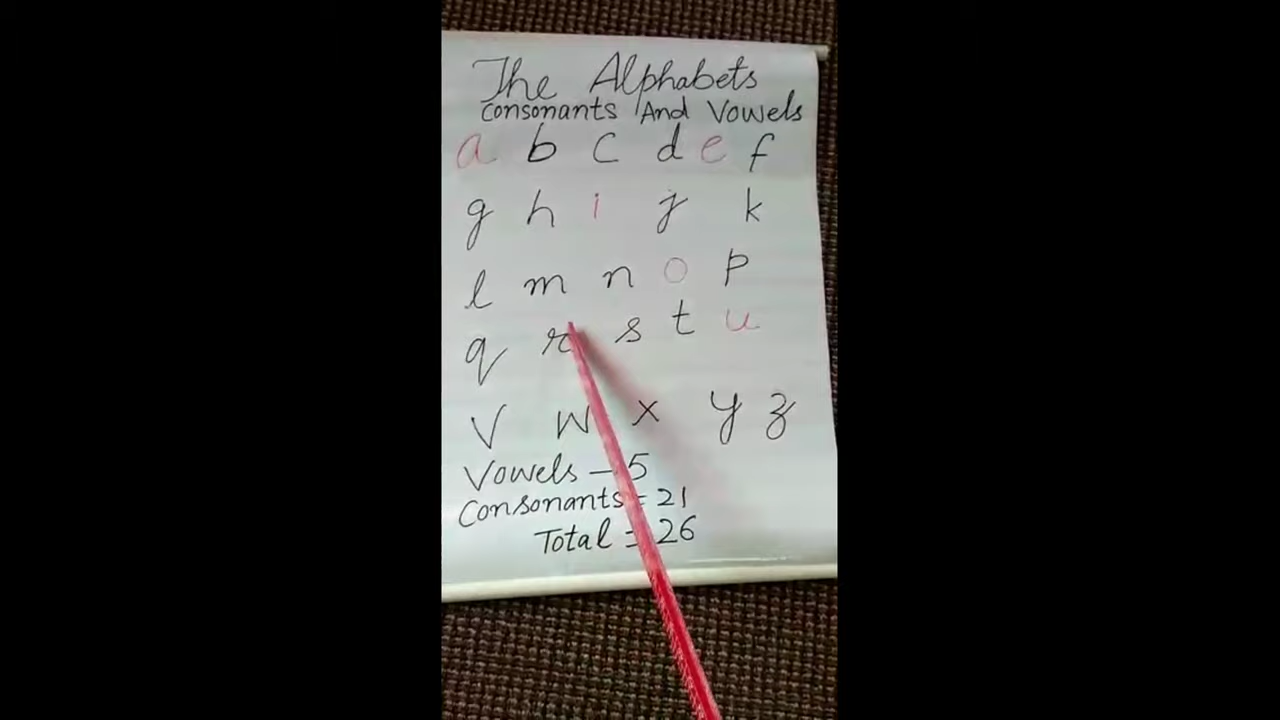 The Alphabets
Consonants And Vowels
a b c d e f
g h i j k
l m n o p
q r s t u
v w x y z
Vowels – 5
Consonants = 21
Total = 26